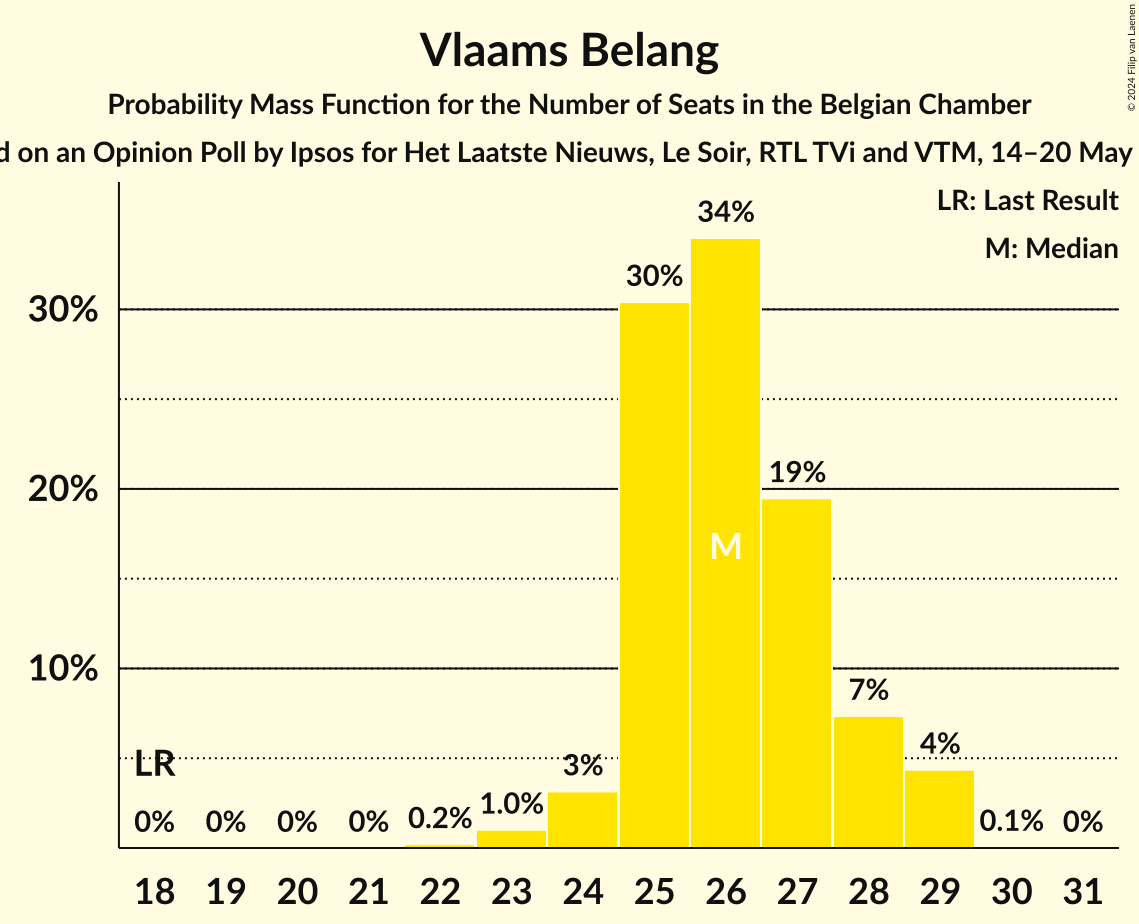 Vlaams Belang
Probability Mass Function for the Number of Seats in the Belgian Chamber
on an Opinion Poll by Ipsos for Het Laatste Nieuws, Le Soir, RTL TVi and VTM, 14–20 May
© 2024 Filip van Laenen
LR: Last Result
M: Median
34%
30%
30%
20%
19%
M
10%
7%
4%
LR
3%
1.0%
0.2%
0% 0% 0% 0% 0.1% 0%
18 19 20 21 22 23 24 25 26 27 28 29 30 31